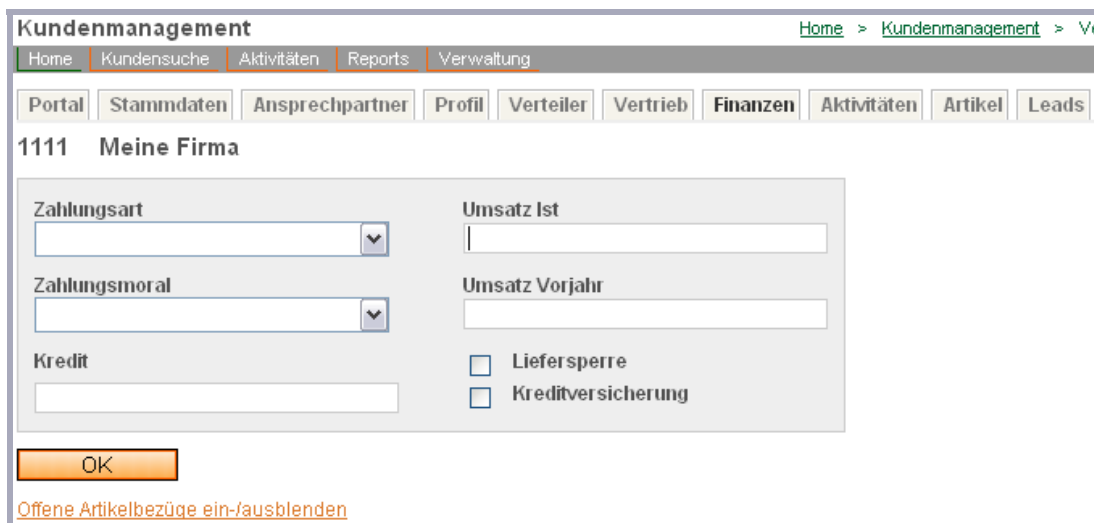 Kundenmanagement Home > Kundenmanagement >
Home Kundensuche Aktivitäten Reports Verwaltung
Portal Stammdaten Ansprechpartner Profil Verteiler Vertrieb Finanzen Aktivitäten Artikel Leads
1111 Meine Firma
Zahlungsart Umsatz Ist
Zahlungsmoral Umsatz Vorjahr
Kredit Liefersperre
Kreditversicherung
OK
Offene Artikelbezüge ein-/ausblenden